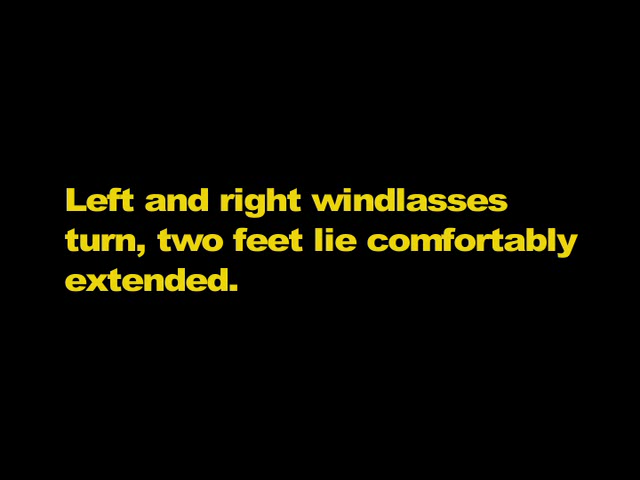 Left and right windlasses
turn, two feet lie comfortably
extended.